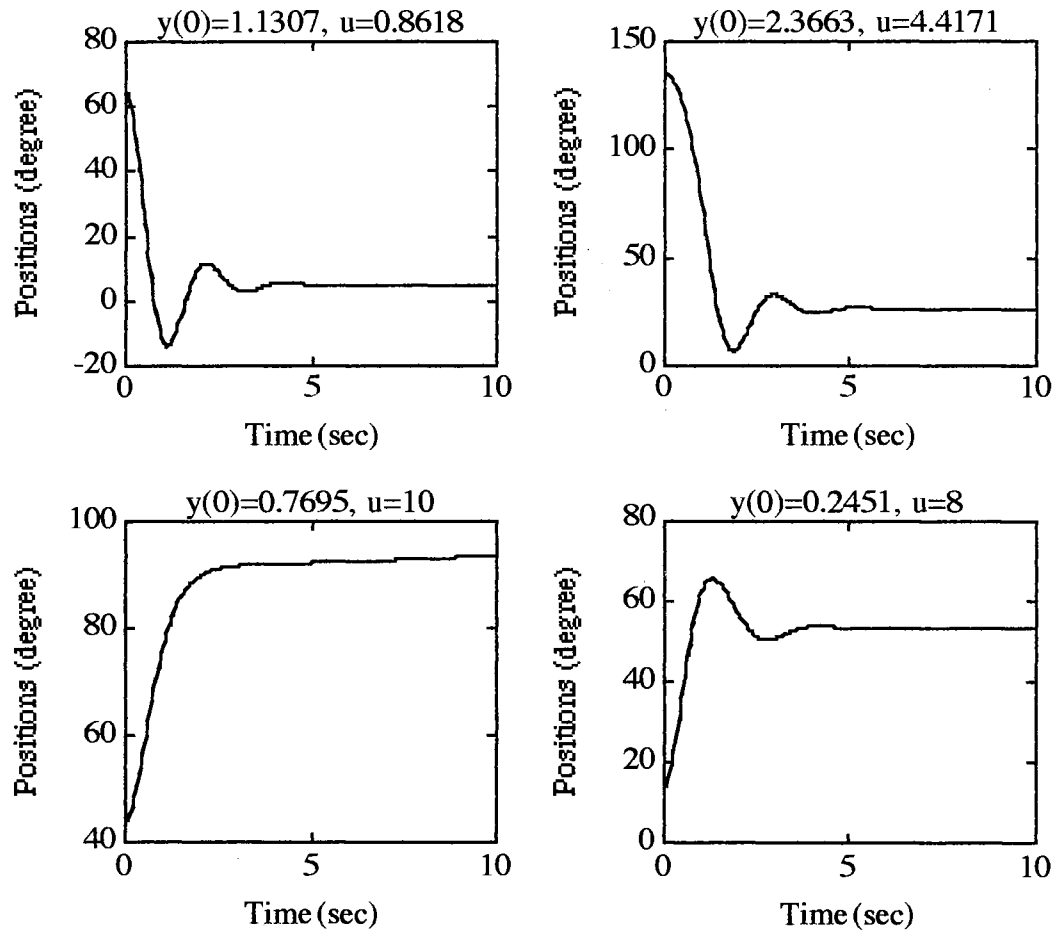 y(0)=1.1307, u=0.8618
80
60
40
20
0
-20
0
5
10
Positions (degree)
Time (sec)
y(0)=2.3663, u=4.4171
150
100
50
0
0
5
10
Positions (degree)
Time (sec)
y(0)=0.7695, u=10
100
80
60
40
0
5
10
Positions (degree)
Time (sec)
y(0)=0.2451, u=8
80
60
40
20
0
0
5
10
Positions (degree)
Time (sec)